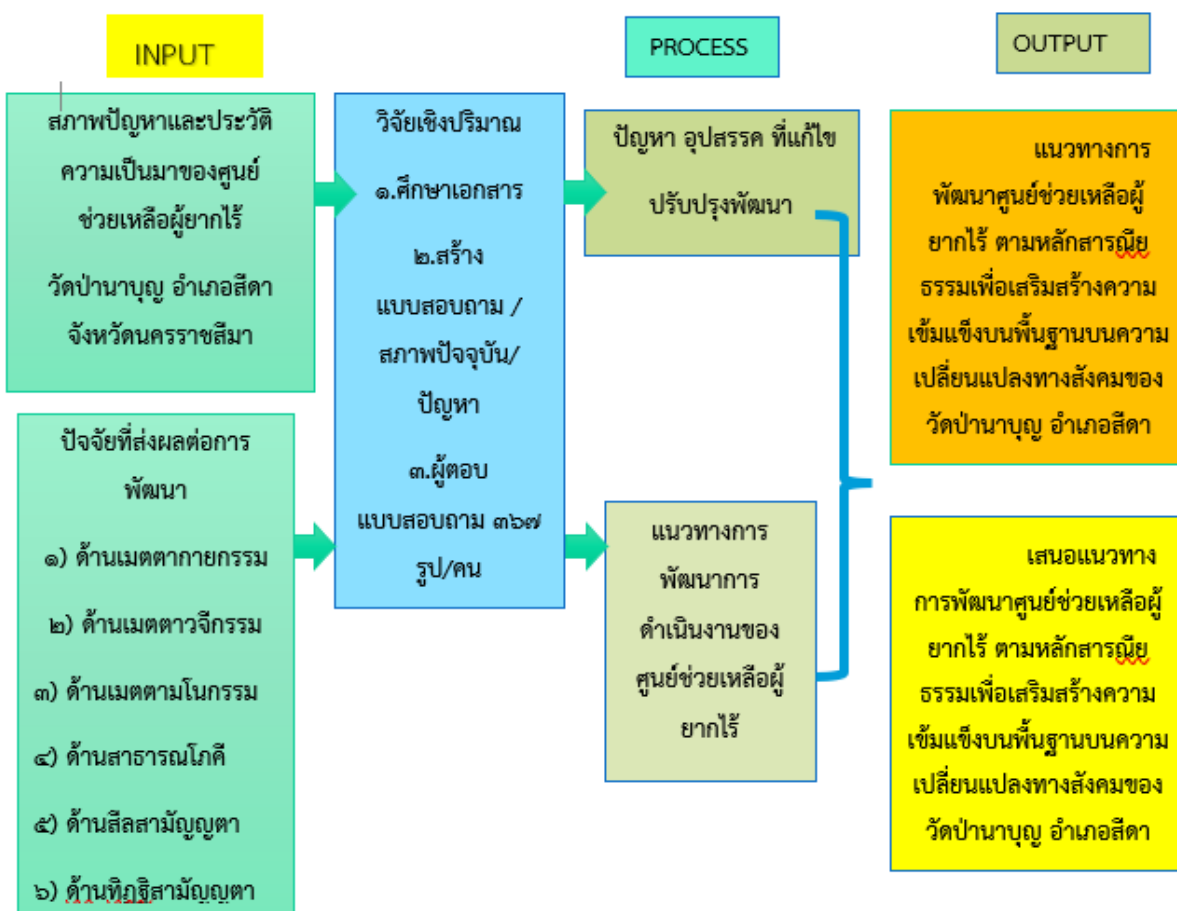 INPUT
PROCESS
OUTPUT
สภาพปัญหาและประวัติ
ความเป็นมาของศูนย์
ช่วยเหลือผู้ยากไร้
วัดป่านาบุญ อำเภอสีดา
จังหวัดนครราชสีมา
ปัจจัยที่ส่งผลต่อการ
พัฒนา
๑) ด้านเมตตากายกรรม
๒) ด้านเมตตาวจีกรรม
๓) ด้านเมตตามโนกรรม
๔) ด้านสาธารณโภคี
๕) ด้านสีลสามัญญตา
๖) ด้านทิฏฐิสามัญญตา
วิจัยเชิงปริมาณ
๑.ศึกษาเอกสาร
๒.สร้าง
แบบสอบถาม /
สภาพปัจจุบัน/
ปัญหา
๓.ผู้ตอบ
แบบสอบถาม ๓๖๗
รูป/คน
ปัญหา อุปสรรค ที่แก้ไข
ปรับปรุงพัฒนา
แนวทางการ
พัฒนาการ
ดำเนินงานของ
ศูนย์ช่วยเหลือผู้
ยากไร้
แนวทางการ
พัฒนาศูนย์ช่วยเหลือผู้
ยากไร้ ตามหลักสารณีย
ธรรมเพื่อเสริมสร้างความ
เข้มแข็งบนพื้นฐานบนความ
เปลี่ยนแปลงทางสังคมของ
วัดป่านาบุญ อำเภอสีดา
เสนอแนวทาง
การพัฒนาศูนย์ช่วยเหลือผู้
ยากไร้ ตามหลักสารณีย
ธรรมเพื่อเสริมสร้างความ
เข้มแข็งบนพื้นฐานบนความ
เปลี่ยนแปลงทางสังคมของ
วัดป่านาบุญ อำเภอสีดา